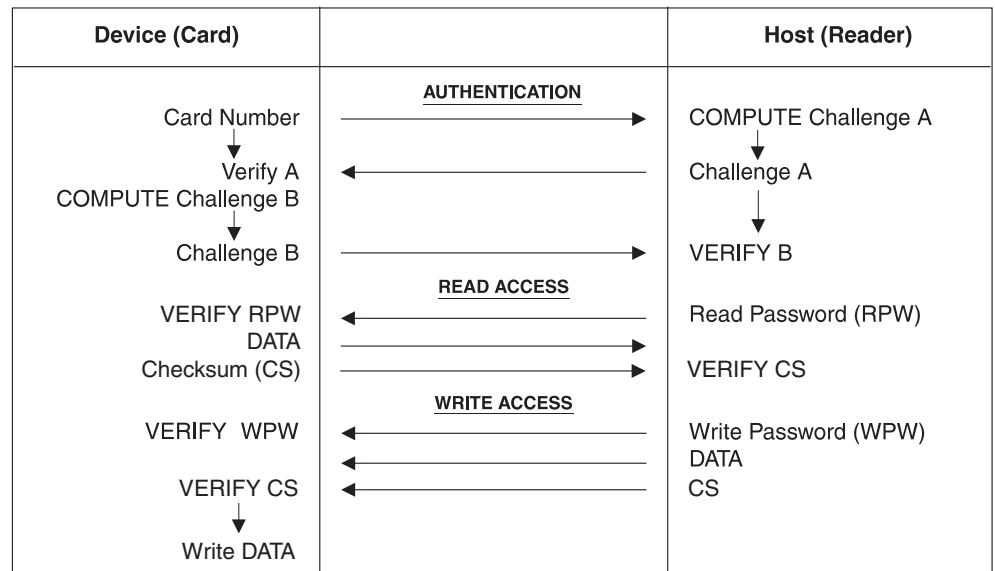 Device (Card) Host (Reader)
AUTHENTICATION
Card Number COMPUTE Challenge A
Verify A Challenge A
COMPUTE Challenge B
Challenge B VERIFY B
READ ACCESS
VERIFY RPW Read Password (RPW)
DATA
Checksum (CS) VERIFY CS
WRITE ACCESS
VERIFY WPW Write Password (WPW)
DATA
VERIFY CS CS
Write DATA